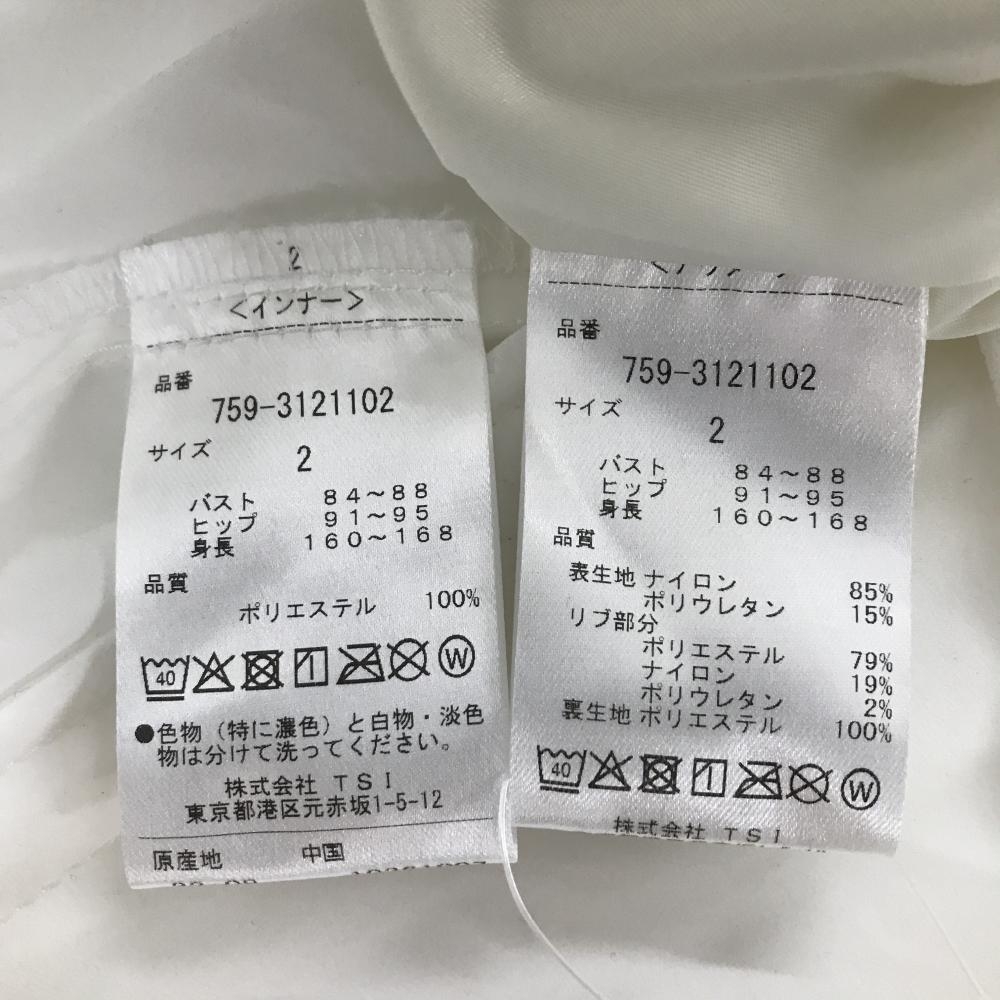 2
<インナー>
品番
759-3121102
サイズ
2
バスト 84~88
ヒップ 91~95
身長 160~168
品質
ポリエステル 100%
40
W
●色物(特に濃色)と白物・淡色
物は分けて洗ってください。
株式会社 TSI
東京都港区元赤坂1-5-12
原産地 中国
品番
759-3121102
サイズ
2
バスト 84~88
ヒップ 91~95
身長 160~168
品質
表生地 ナイロン 85%
ポリウレタン 15%
リブ部分
ポリエステル 79%
ナイロン 19%
ポリウレタン 2%
裏生地 ポリエステル 100%
40
W
株式会社 TSI